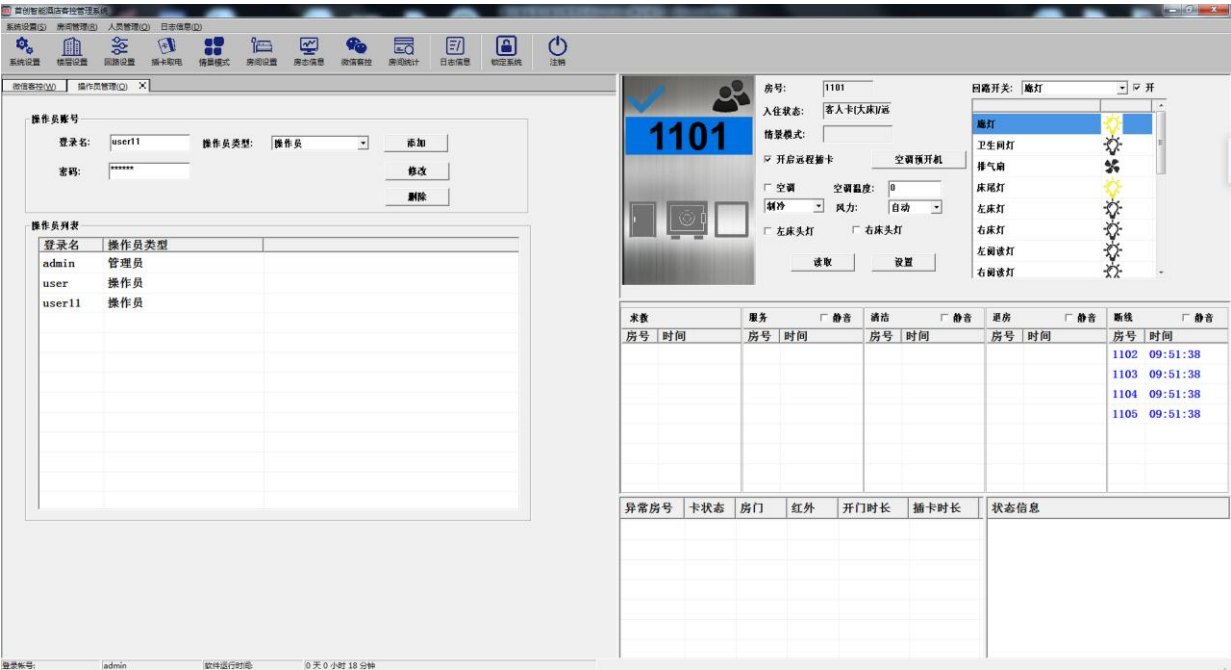 首创智能酒店客控管理系统
系统设置(S) 房间管理(R) 人员管理(O) 日志信息(D)
系统设置 楼层设置 回路设置 插卡取电 情景模式 房间设置 房态信息 微信客控 房间统计 日志信息 锁定系统 注销
微信客控(W) 操作员管理(O) X
操作员账号
登录名: user11 操作员类型: 操作员 添加
密码: ****** 修改
删除
操作员列表
登录名 操作员类型
admin 管理员
user 操作员
user11 操作员
1101
房号: 1101
入住状态: 客人卡[大床]/远
情景模式:
开启远程插卡 空调预开机
空调 空调温度: 0
制冷 风力: 自动
左床头灯 右床头灯
读取 设置
回路开关: 廊灯 开
廊灯
卫生间灯
排气扇
床尾灯
左床灯
右床灯
左阅读灯
右阅读灯
求救 服务 静音 清洁 静音 退房 静音 断线 静音
房号 时间 房号 时间 房号 时间 房号 时间 房号 时间
1102 09:51:38
1103 09:51:38
1104 09:51:38
1105 09:51:38
异常房号 卡状态 房门 红外 开门时长 插卡时长 状态信息
登录帐号: admin 软件运行时间: 0 天 0 小时 18 分钟